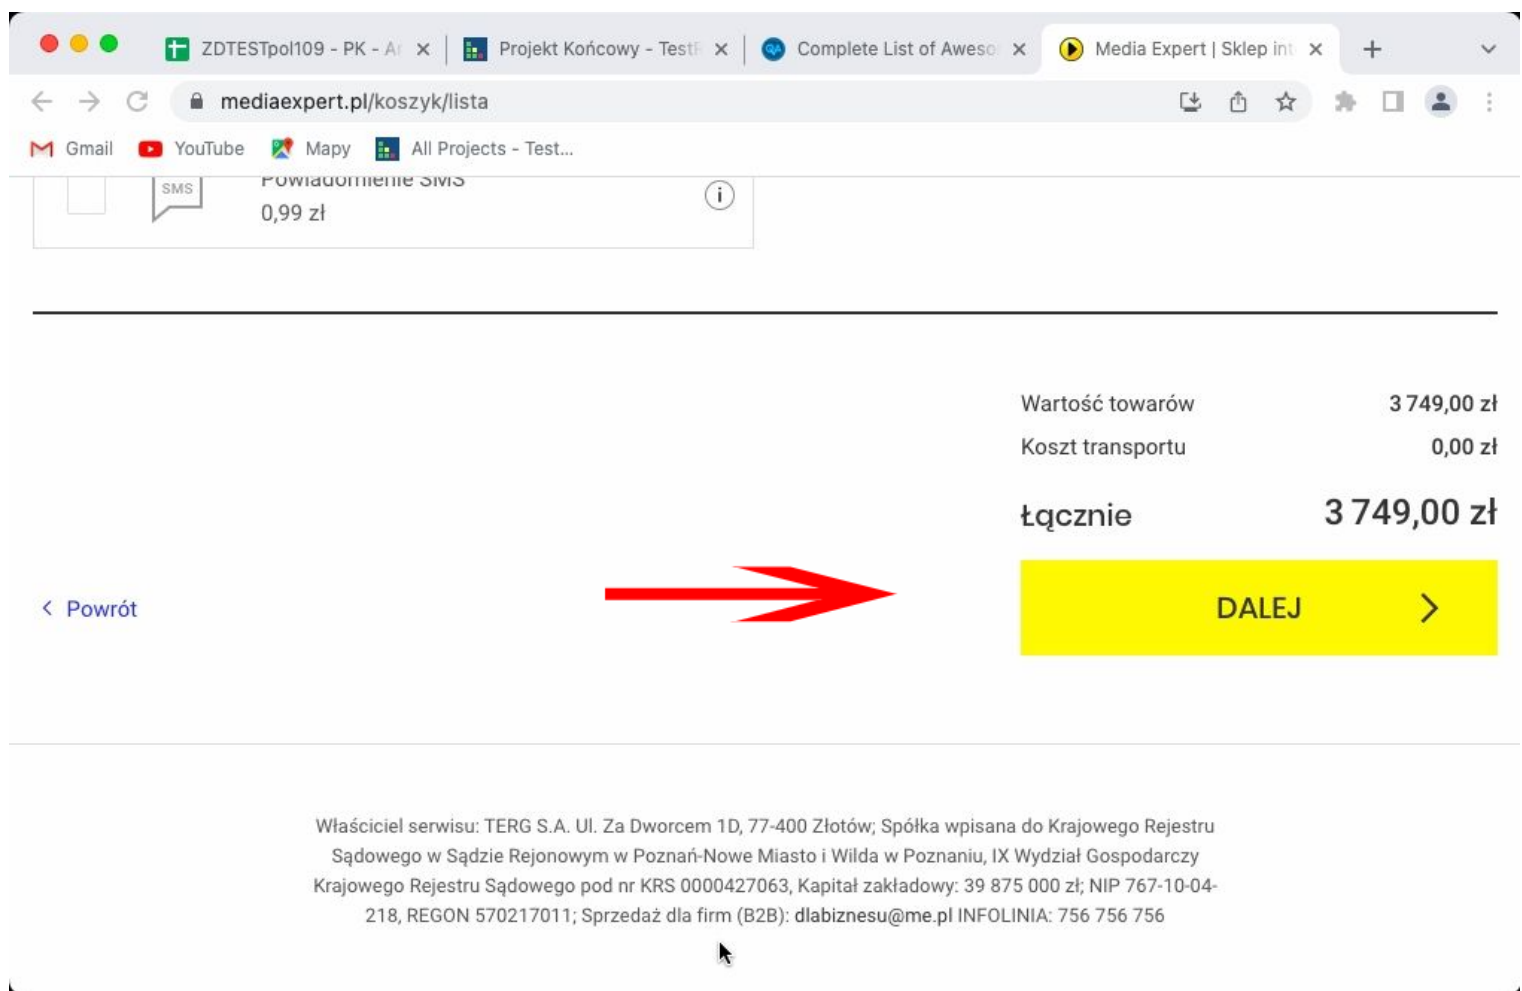 ZDTESTpol109 - PK - A
Projekt Końcowy - Test
Complete List of Aweso
Media Expert | Sklep int
mediaexpert.pl/koszyk/lista
Gmail
YouTube
Mapy
All Projects - Test...
SMS
Powiadomienie SMS
0,99 zł
Wartość towarów 3 749,00 zł
Koszt transportu 0,00 zł
Łącznie 3 749,00 zł
DALEJ
Powrót
Właściciel serwisu: TERG S.A. Ul. Za Dworcem 1D, 77-400 Złotów; Spółka wpisana do Krajowego Rejestru
Sądowego w Sądzie Rejonowym w Poznań-Nowe Miasto i Wilda w Poznaniu, IX Wydział Gospodarczy
Krajowego Rejestru Sądowego pod nr KRS 0000427063, Kapitał zakładowy: 39 875 000 zł; NIP 767-10-04-
218, REGON 570217011; Sprzedaż dla firm (B2B): dlabiznesu@me.pl INFOLINIA: 756 756 756